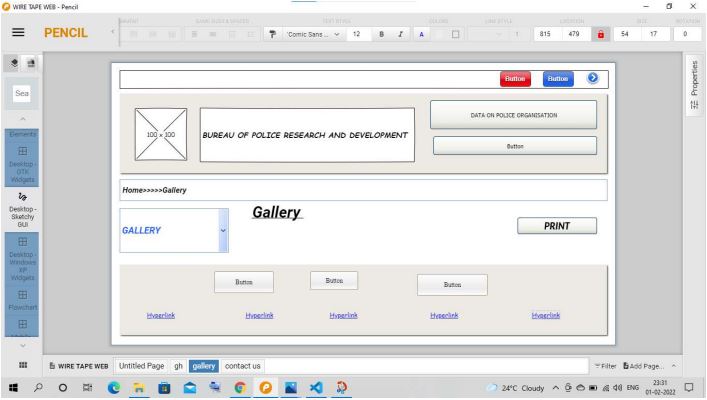 WIRE TAPE WEB - Pencil
PENCIL
TEXT STYLE
COLORS
LINE STYLE
LOCATION
SIZE
ROTATION
'Comic Sans ...
12
B
I
A
1
815
479
54
17
0
Sea
Elements
Desktop - GTK Widgets
Desktop - Sketchy GUI
Desktop - Windows XP Widgets
Flowchart
Properties
Button
Button
100 x 100
BUREAU OF POLICE RESEARCH AND DEVELOPMENT
DATA ON POLICE ORGANISATION
Button
Home>>>>>Gallery
Gallery
GALLERY
PRINT
Button
Button
Button
Hyperlink
Hyperlink
Hyperlink
Hyperlink
Hyperlink
WIRE TAPE WEB
Untitled Page
gh
gallery
contact us
Filter
Add Page...
24°C Cloudy
ENG
23:31
01-02-2022